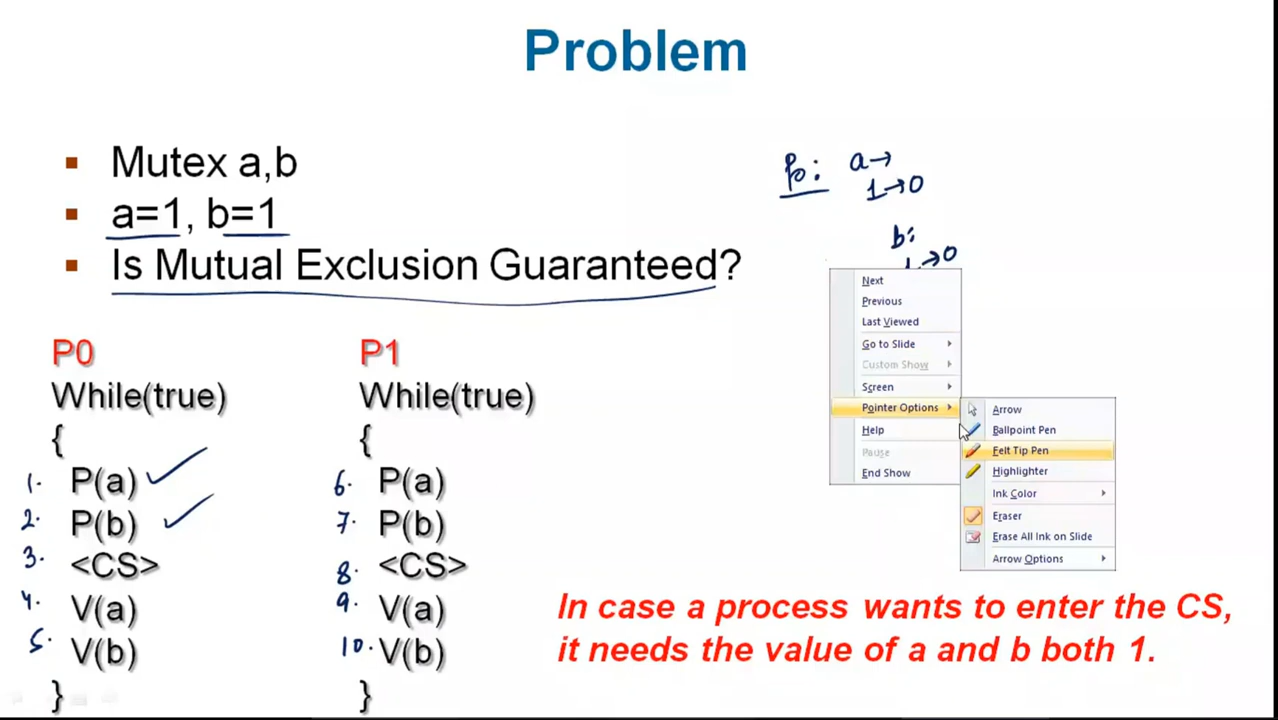 Problem
Mutex a,b
a=1, b=1
Is Mutual Exclusion Guaranteed?
P0: a→
1→0
b:
→0
P0
While(true)
{
1. P(a)
2. P(b)
3. <CS>
4. V(a)
5. V(b)
}
P1
While(true)
{
6. P(a)
7. P(b)
8. <CS>
9. V(a)
10. V(b)
}
Next
Previous
Last Viewed
Go to Slide
Custom Show
Screen
Pointer Options
Help
Pause
End Show
Arrow
Ballpoint Pen
Felt Tip Pen
Highlighter
Ink Color
Eraser
Erase All Ink on Slide
Arrow Options
In case a process wants to enter the CS,
it needs the value of a and b both 1.